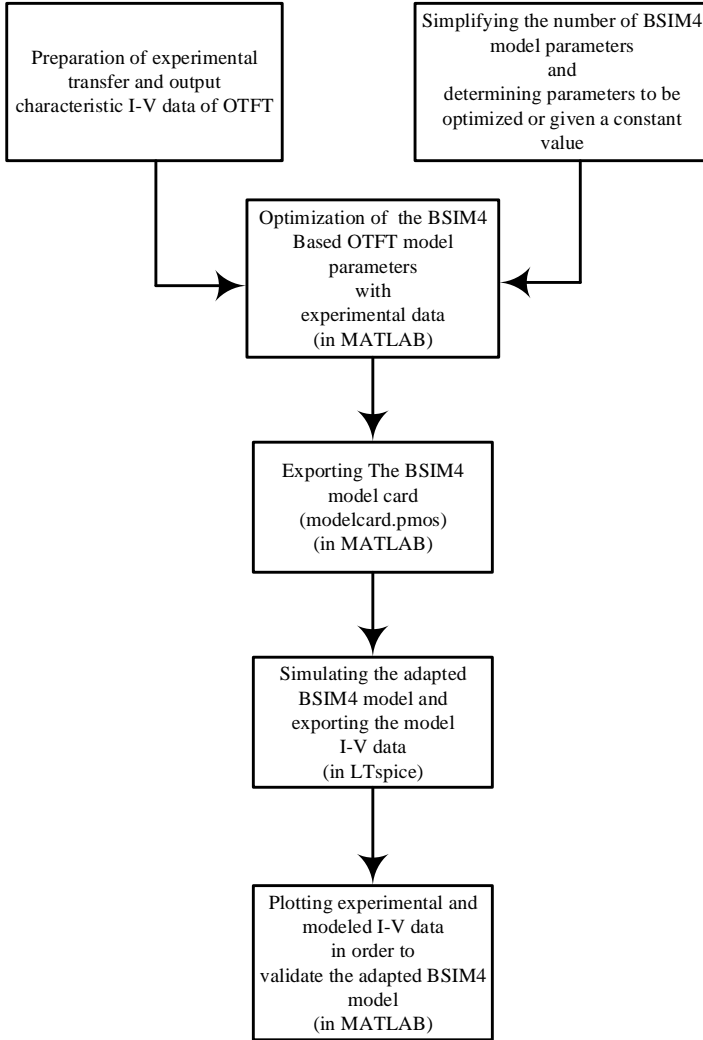 Preparation of experimental
transfer and output
characteristic I-V data of OTFT
Simplifying the number of BSIM4
model parameters
and
determining parameters to be
optimized or given a constant
value
Optimization of the BSIM4
Based OTFT model
parameters
with
experimental data
(in MATLAB)
Exporting The BSIM4
model card
(modelcard.pmos)
(in MATLAB)
Simulating the adapted
BSIM4 model and
exporting the model
I-V data
(in LTspice)
Plotting experimental and
modeled I-V data
in order to
validate the adapted BSIM4
model
(in MATLAB)